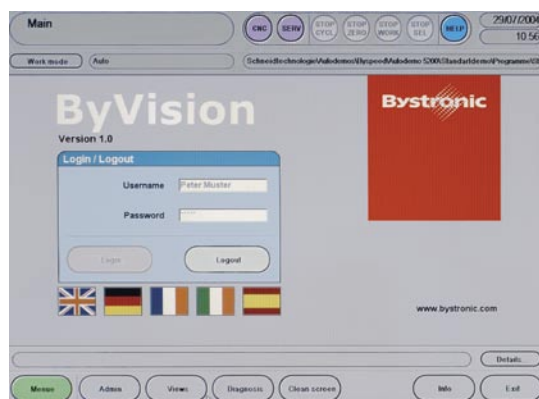 Main
CNC
SERV
STOP CYCL
STOP ZERO
STOP WORK
STOP SEL
HELP
29/07/2004
10.56
Work mode
Auto
ByVision
Version 1.0
Bystronic
Login / Logout
Username
Peter Muster
Password
Login
Logout
www.bystronic.com
Details...
Menue
Admin
Views
Diagnosis
Clean screen
Info
Exit